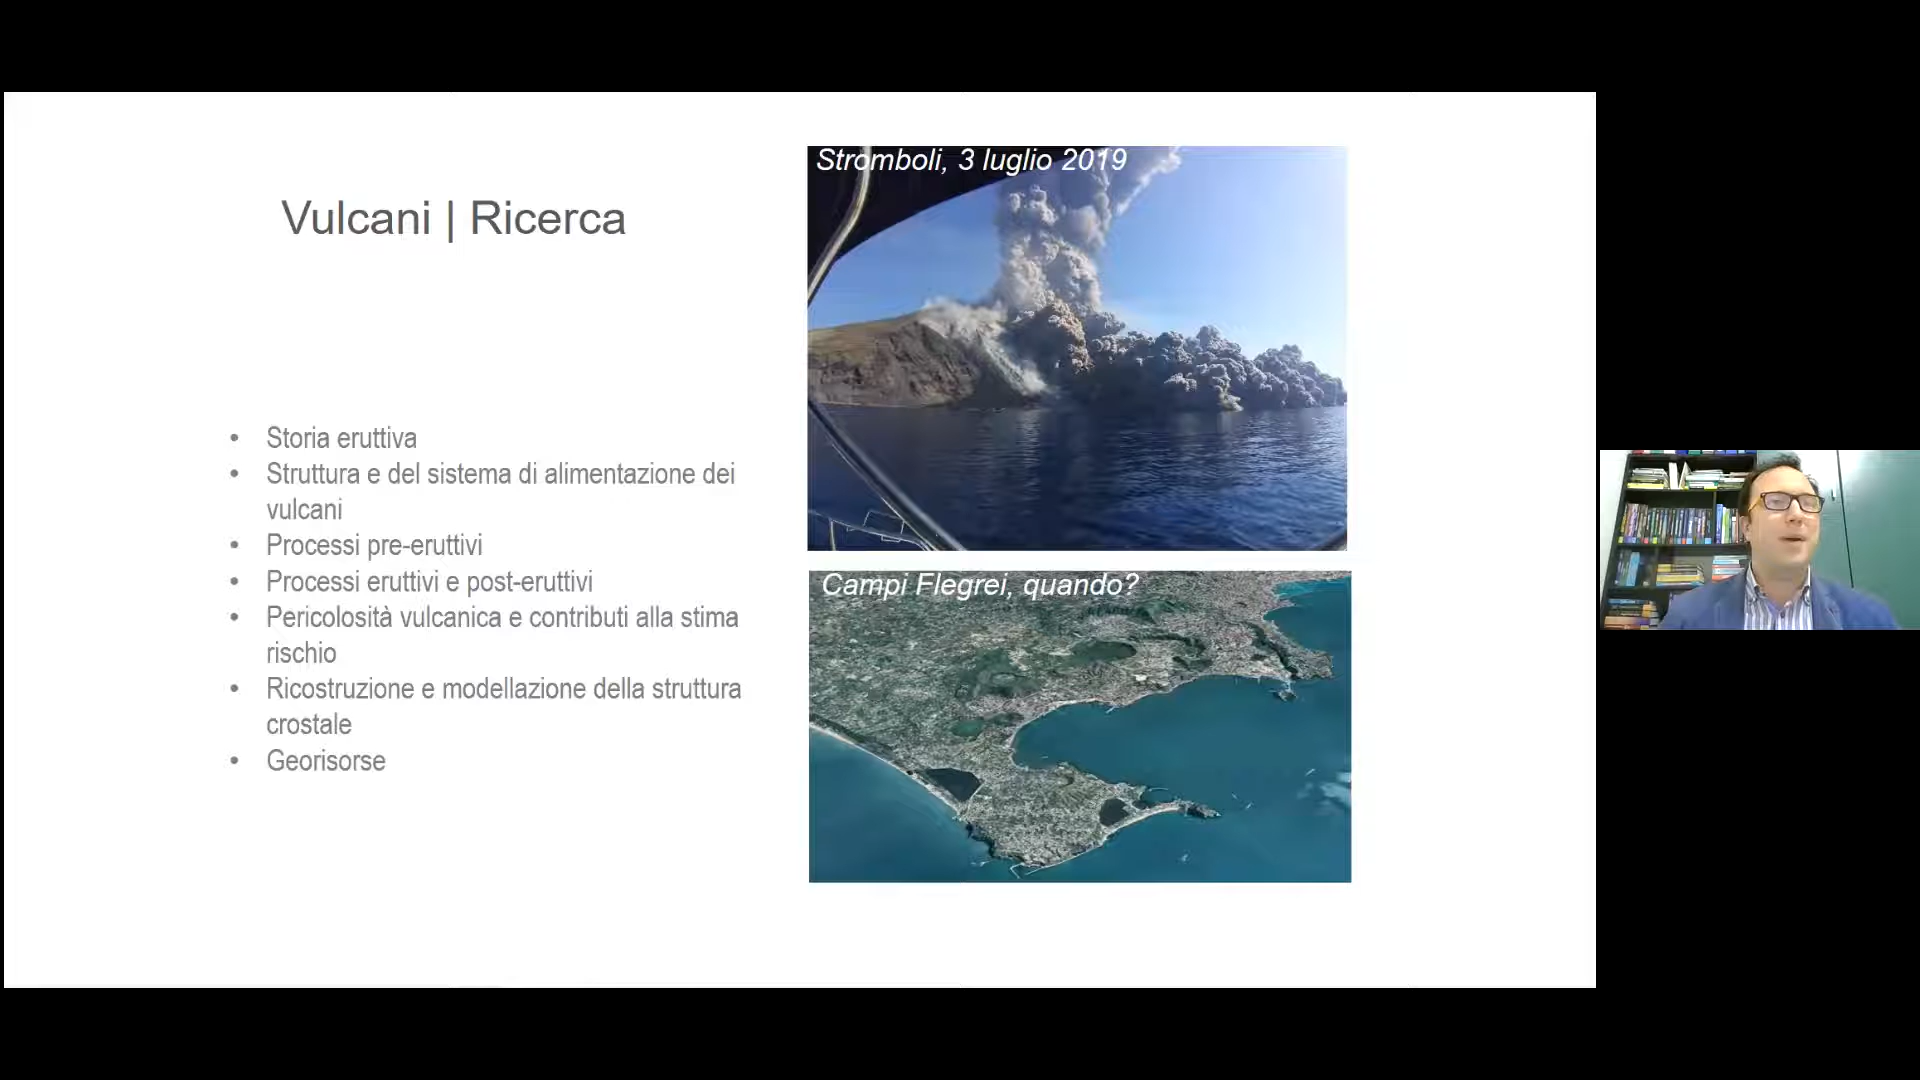 Vulcani | Ricerca
• Storia eruttiva
• Struttura e del sistema di alimentazione dei
vulcani
• Processi pre-eruttivi
• Processi eruttivi e post-eruttivi
• Pericolosità vulcanica e contributi alla stima
rischio
• Ricostruzione e modellazione della struttura
crostale
• Georisorse
Stromboli, 3 luglio 2019
Campi Flegrei, quando?